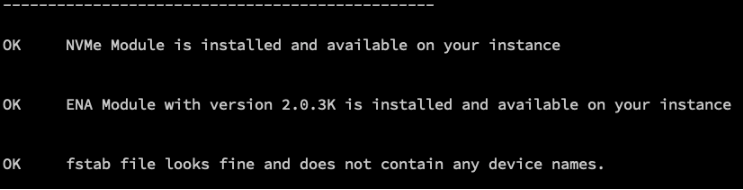 ------------------------------------------------
OK NVMe Module is installed and available on your instance
OK ENA Module with version 2.0.3K is installed and available on your instance
OK fstab file looks fine and does not contain any device names.